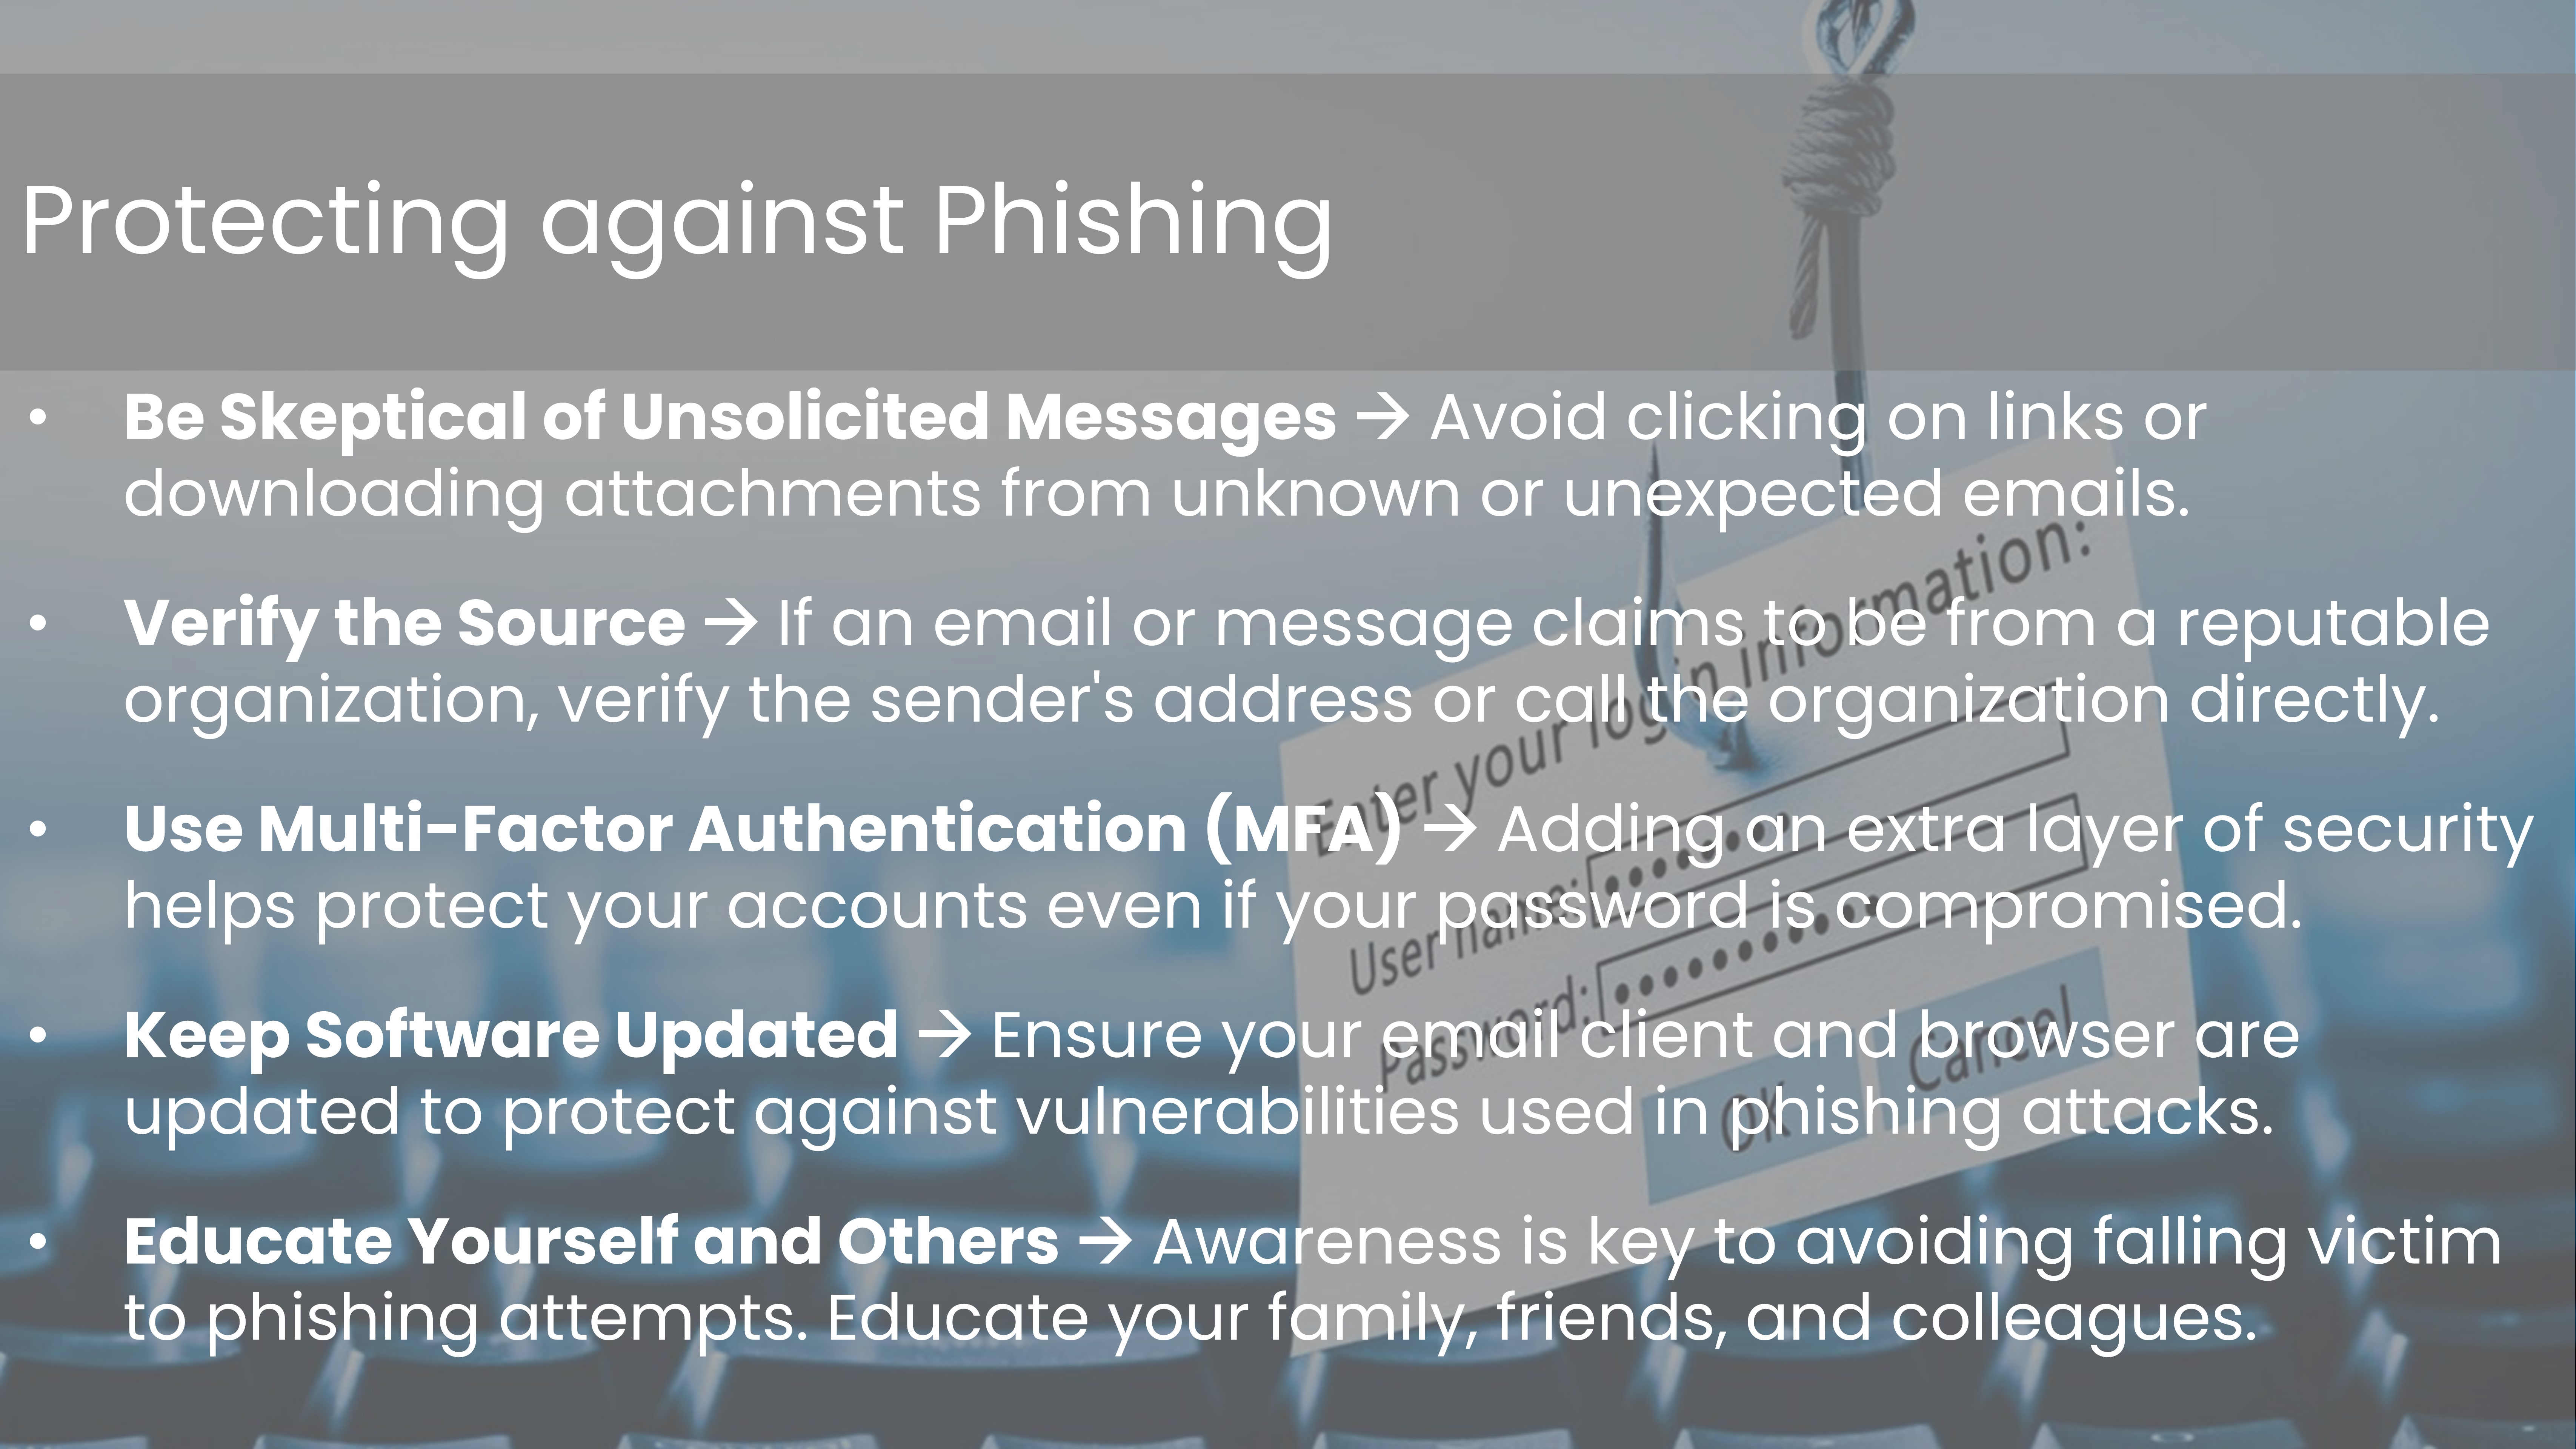 Protecting against Phishing
• Be Skeptical of Unsolicited Messages → Avoid clicking on links or
downloading attachments from unknown or unexpected emails.
• Verify the Source → If an email or message claims to be from a reputable
organization, verify the sender's address or call the organization directly.
• Use Multi-Factor Authentication (MFA) → Adding an extra layer of security
helps protect your accounts even if your password is compromised.
• Keep Software Updated → Ensure your email client and browser are
updated to protect against vulnerabilities used in phishing attacks.
• Educate Yourself and Others → Awareness is key to avoiding falling victim
to phishing attempts. Educate your family, friends, and colleagues.
Enter your login information:
User name:
Password:
OK Cancel